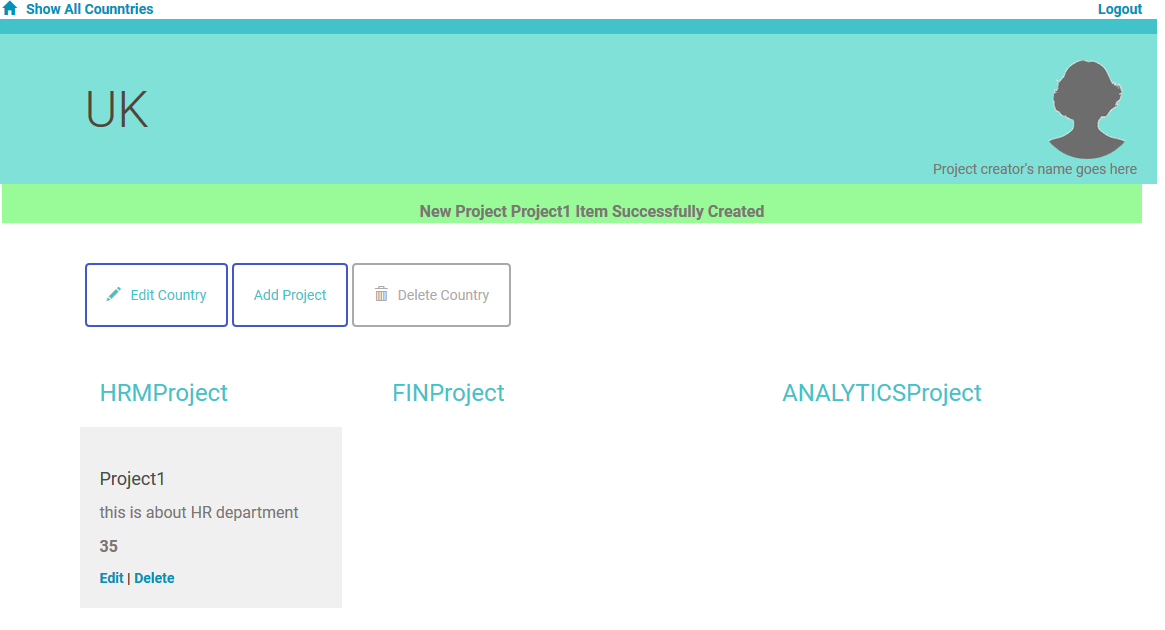 Show All Counntries
Logout
UK
Project creator's name goes here
New Project Project1 Item Successfully Created
Edit Country
Add Project
Delete Country
HRMProject
FINProject
ANALYTICSProject
Project1
this is about HR department
35
Edit | Delete